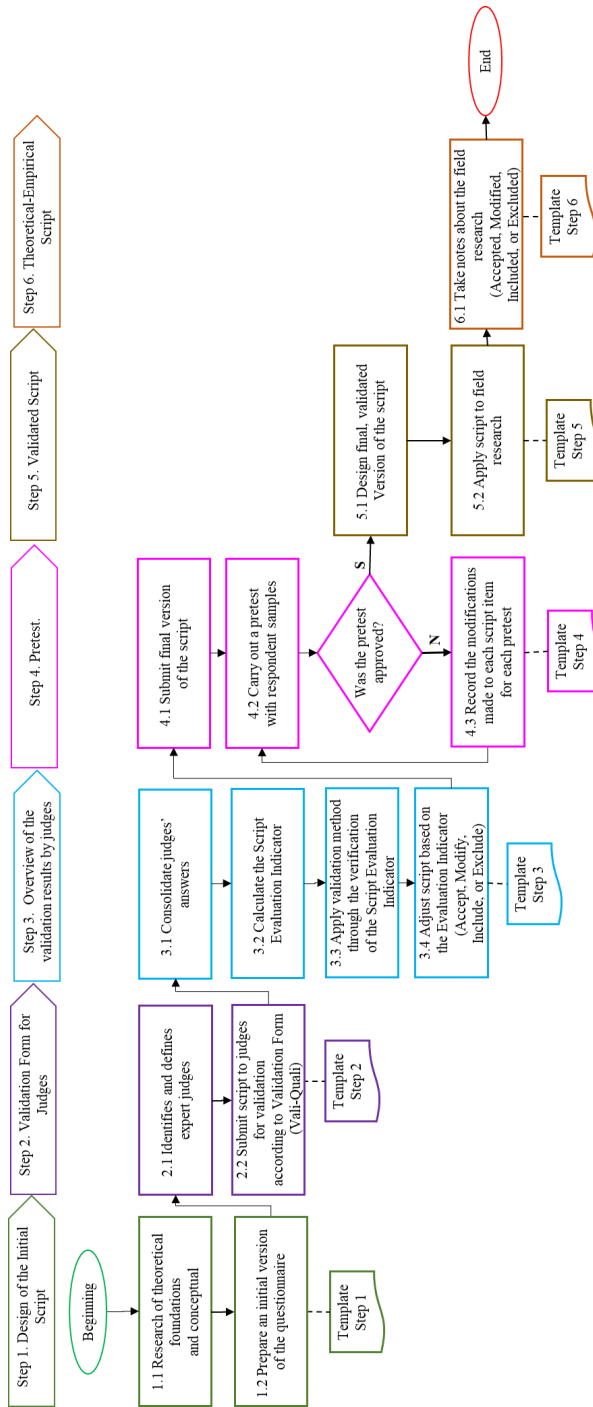 Step 1. Design of the Initial
Script
Step 2. Validation Form for
Judges
Step 3. Overview of the
validation results by judges
Step 4. Pretest.
Step 5. Validated Script
Step 6. Theoretical-Empirical
Script
Beginning
1.1 Research of theoretical
foundations
and conceptual
1.2 Prepare an initial version
of the questionnaire
Template
Step 1
2.1 Identifies and defines
expert judges
2.2 Submit script to judges
for validation
according to Validation Form
(Vali-Quali)
Template
Step 2
3.1 Consolidate judges’
answers
3.2 Calculate the Script
Evaluation Indicator
3.3 Apply validation method
through the verification
of the Script Evaluation
Indicator
3.4 Adjust script based on
the Evaluation Indicator
(Accept, Modify,
Include, or Exclude)
Template
Step 3
4.1 Submit final version
of the script
4.2 Carry out a pretest
with respondent samples
Was the pretest
approved?
S
N
4.3 Record the modifications
made to each script item
for each pretest
Template
Step 4
5.1 Design final, validated
Version of the script
5.2 Apply script to field
research
Template
Step 5
6.1 Take notes about the field
research
(Accepted, Modified,
Included, or Excluded)
Template
Step 6
End